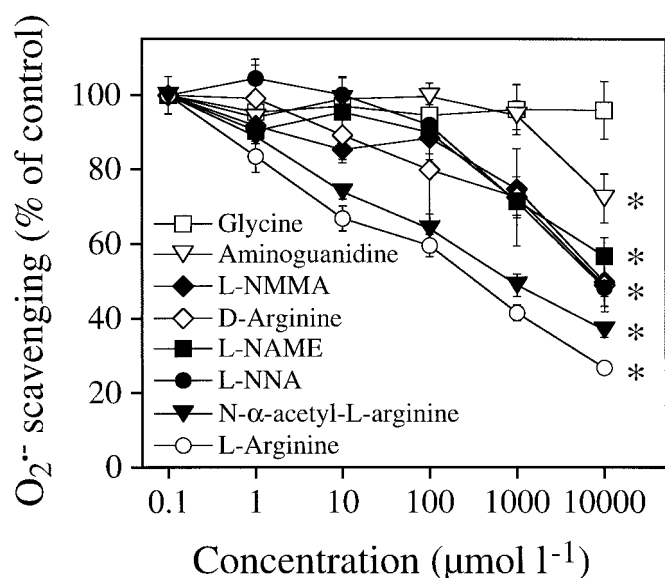 O₂•⁻ scavenging (% of control)
100
80
60
40
20
0
Glycine
Aminoguanidine
L-NMMA
D-Arginine
L-NAME
L-NNA
N-α-acetyl-L-arginine
L-Arginine
*
*
*
*
*
0.1 1 10 100 1000 10000
Concentration (μmol l⁻¹)